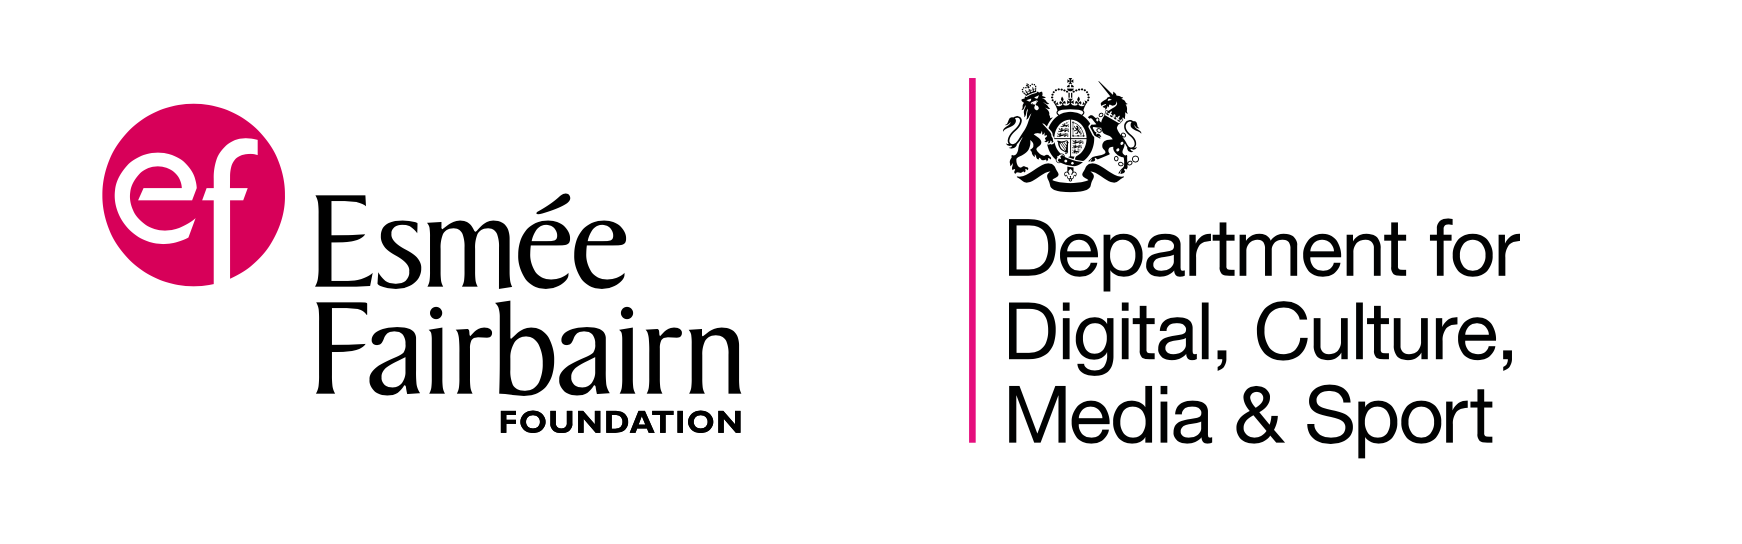 ef
Esmée
Fairbairn
FOUNDATION
Department for
Digital, Culture,
Media & Sport